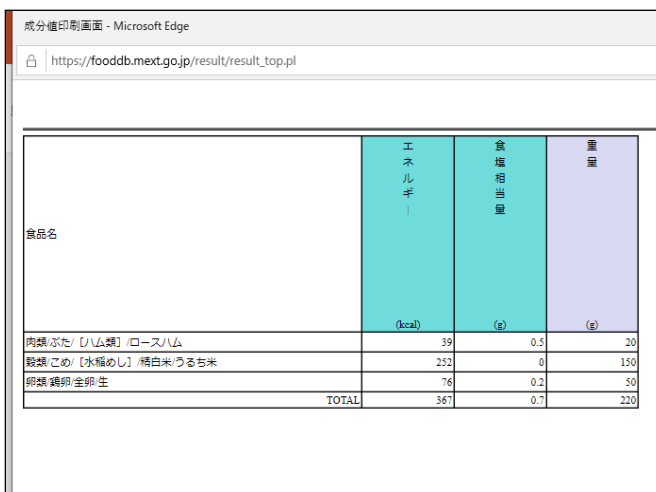 成分値印刷画面 - Microsoft Edge
https://fooddb.mext.go.jp/result/result_top.pl
食品名
エネルギー
(kcal)
食塩相当量
(g)
重量
(g)
肉類/ぶた/［ハム類］/ロースハム 39 0.5 20
穀類/こめ/［水稲めし］/精白米/うるち米 252 0 150
卵類/鶏卵/全卵/生 76 0.2 50
TOTAL 367 0.7 220